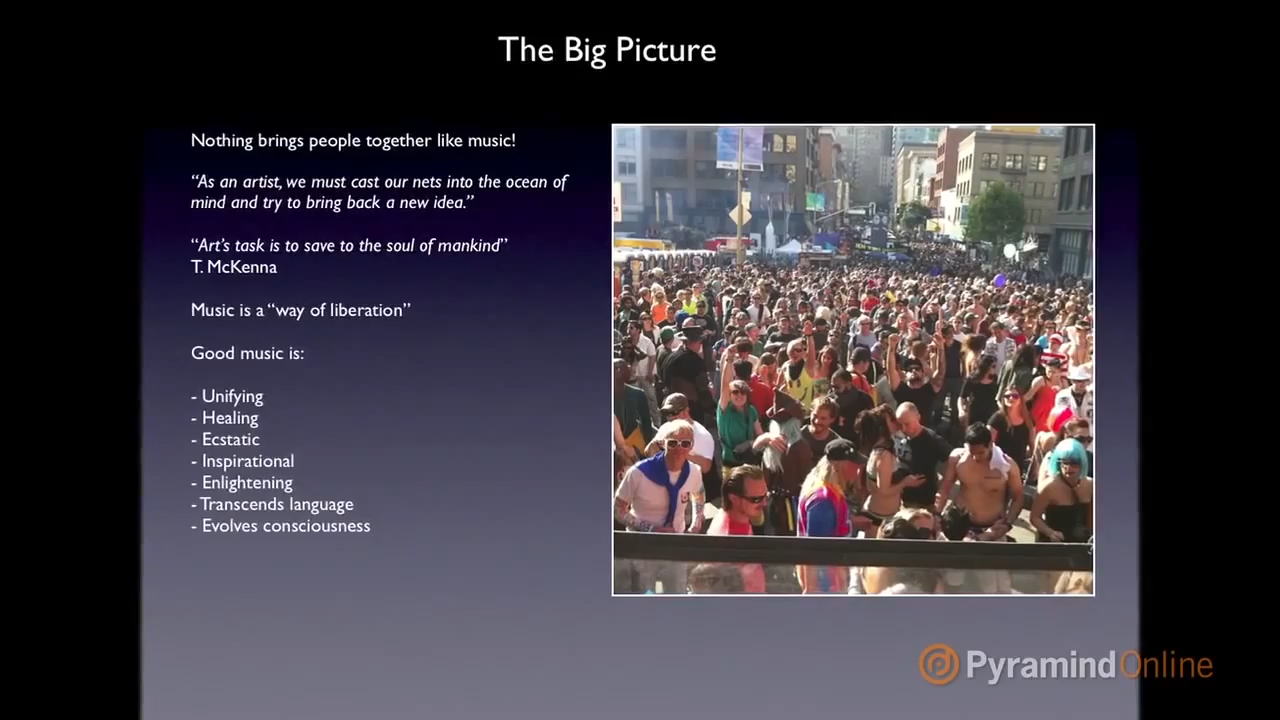 The Big Picture
Nothing brings people together like music!
“As an artist, we must cast our nets into the ocean of
mind and try to bring back a new idea.”
“Art’s task is to save to the soul of mankind”
T. McKenna
Music is a “way of liberation”
Good music is:
- Unifying
- Healing
- Ecstatic
- Inspirational
- Enlightening
- Transcends language
- Evolves consciousness
PyramindOnline